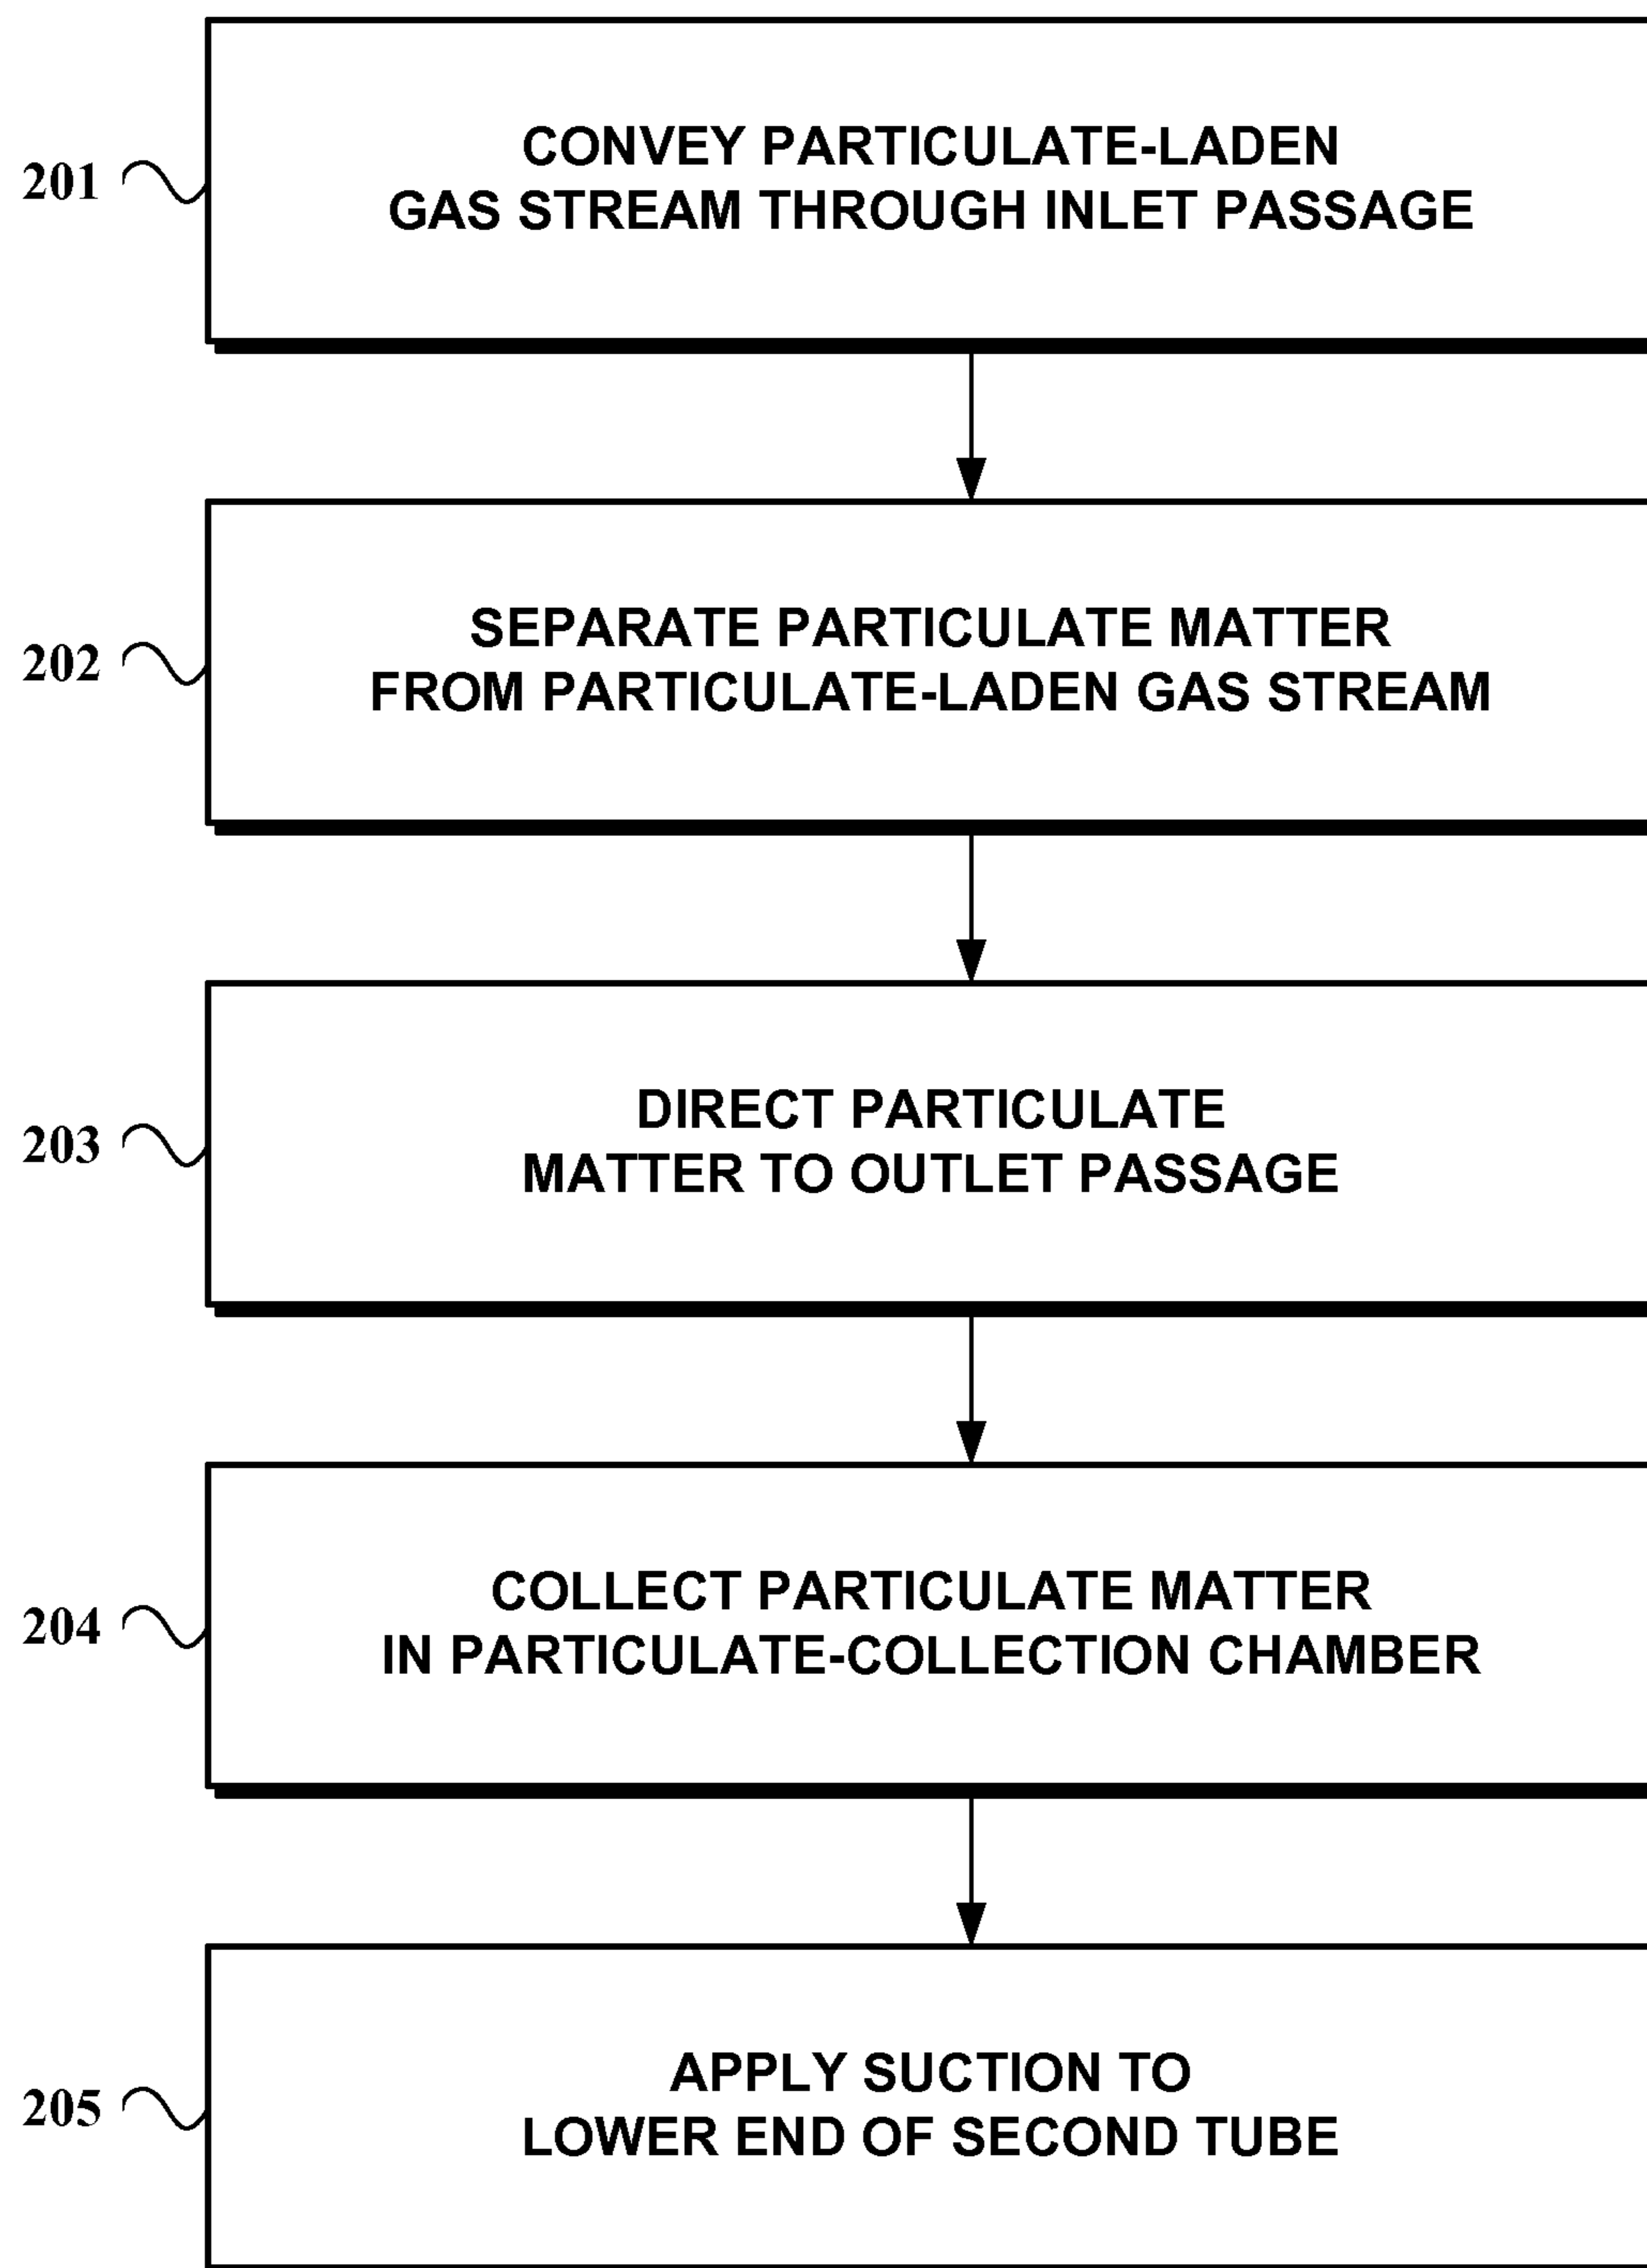 201
CONVEY PARTICULATE-LADEN
GAS STREAM THROUGH INLET PASSAGE
202
SEPARATE PARTICULATE MATTER
FROM PARTICULATE-LADEN GAS STREAM
203
DIRECT PARTICULATE
MATTER TO OUTLET PASSAGE
204
COLLECT PARTICULATE MATTER
IN PARTICULATE-COLLECTION CHAMBER
205
APPLY SUCTION TO
LOWER END OF SECOND TUBE